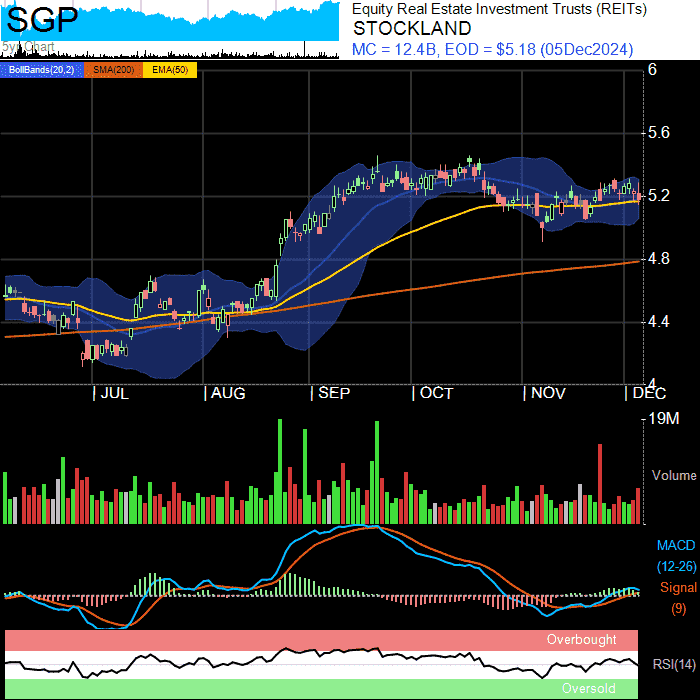 SGP
5yr Chart
Equity Real Estate Investment Trusts (REITs)
STOCKLAND
MC = 12.4B, EOD = $5.18 (05Dec2024)
BollBands(20,2) SMA(200) EMA(50)
6
5.6
5.2
4.8
4.4
4
JUL AUG SEP OCT NOV DEC
19M
Volume
MACD
(12-26)
Signal
(9)
Overbought
RSI(14)
Oversold